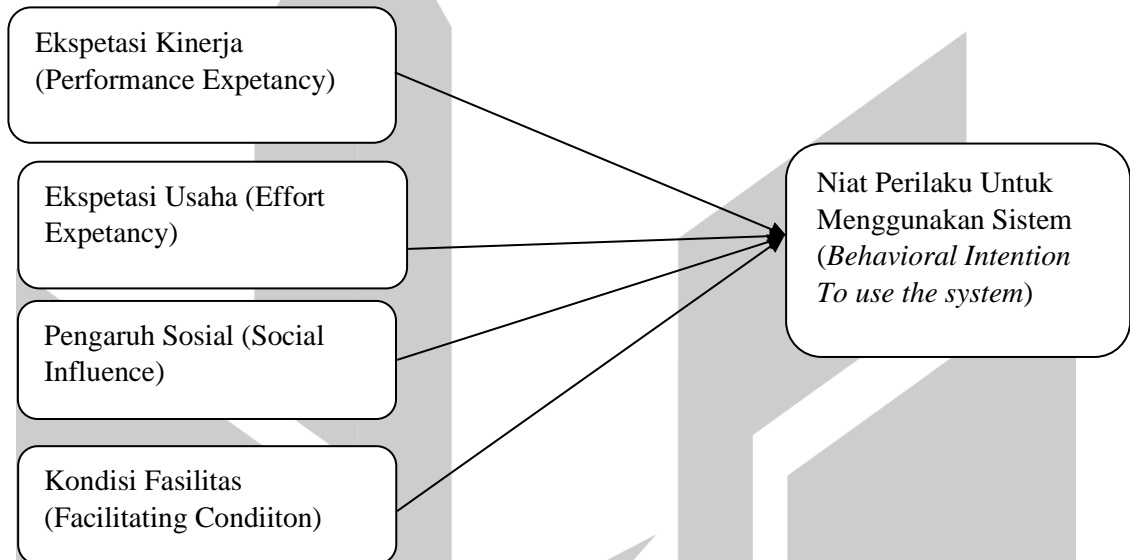 Ekspetasi Kinerja
(Performance Expetancy)
Ekspetasi Usaha (Effort
Expetancy)
Pengaruh Sosial (Social
Influence)
Kondisi Fasilitas
(Facilitating Condiiton)
Niat Perilaku Untuk
Menggunakan Sistem
(Behavioral Intention
To use the system)